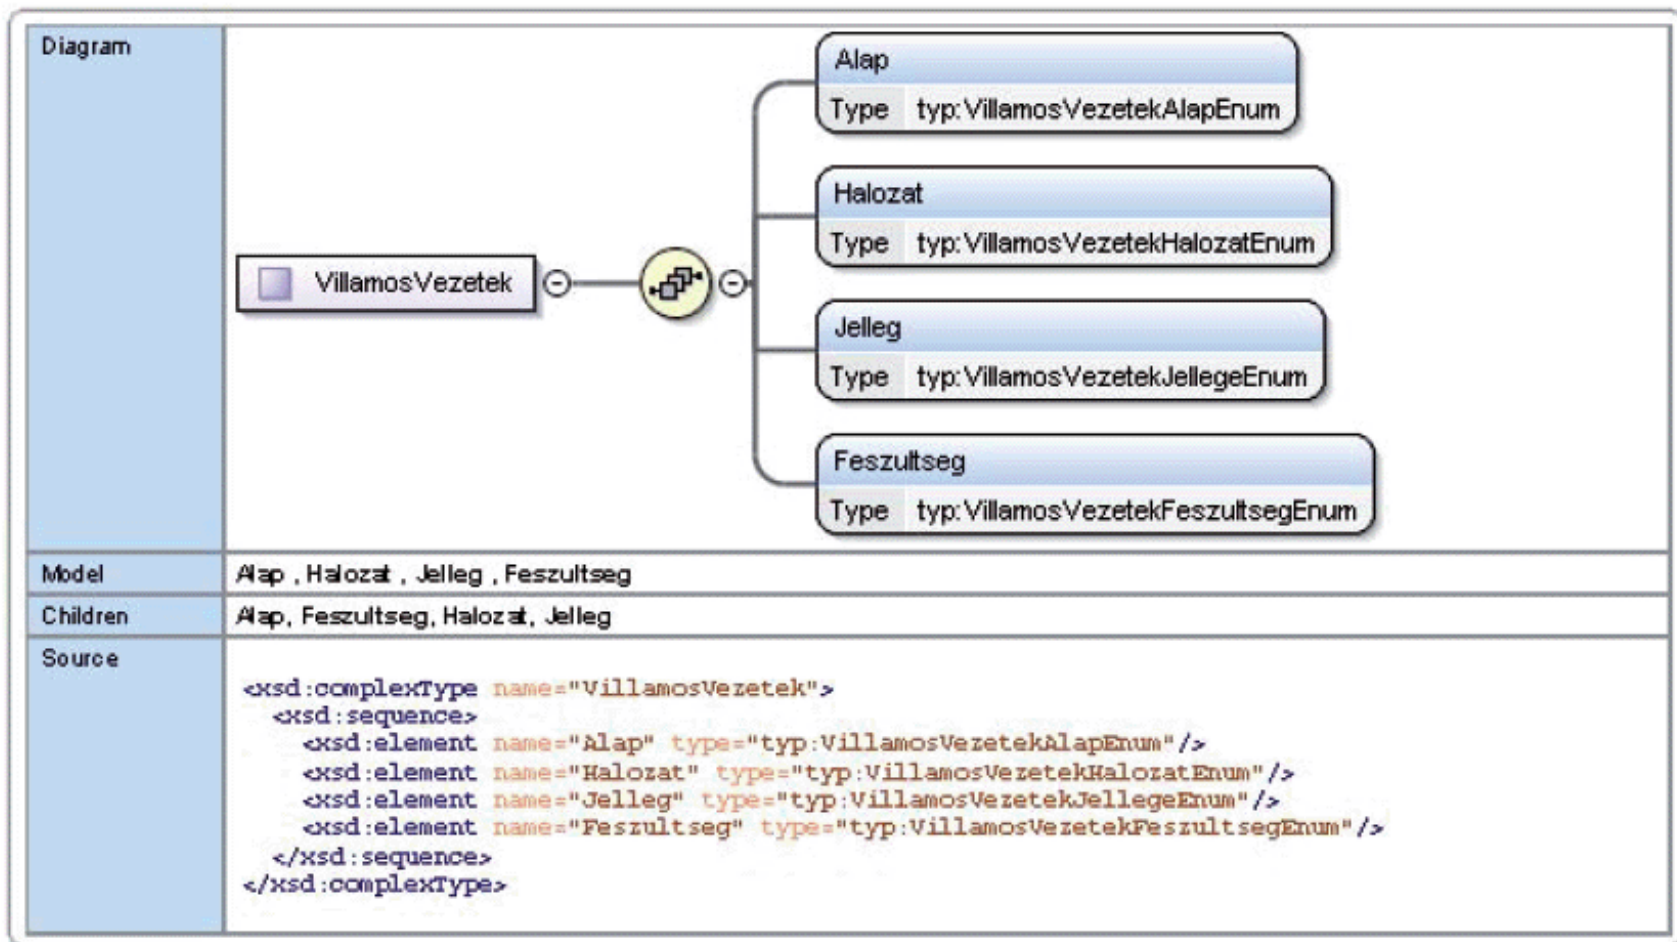 Diagram
Alap
Type typ:VillamosVezetekAlapEnum
Halozat
Type typ:VillamosVezetekHalozatEnum
VillamosVezetek
Jelleg
Type typ:VillamosVezetekJellegeEnum
Feszultseg
Type typ:VillamosVezetekFeszultsegEnum
Model Alap , Halozat , Jelleg , Feszultseg
Children Alap, Feszultseg, Halozat, Jelleg
Source
<xsd:complexType name="VillamosVezetek">
<xsd:sequence>
<xsd:element name="Alap" type="typ:VillamosVezetekAlapEnum"/>
<xsd:element name="Halozat" type="typ:VillamosVezetekHalozatEnum"/>
<xsd:element name="Jelleg" type="typ:VillamosVezetekJellegeEnum"/>
<xsd:element name="Feszultseg" type="typ:VillamosVezetekFeszultsegEnum"/>
</xsd:sequence>
</xsd:complexType>